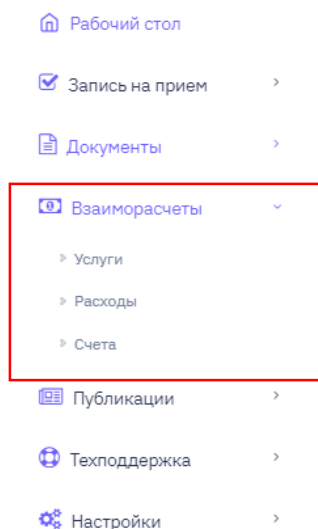 Рабочий стол
Запись на прием
Документы
Взаиморасчеты
Услуги
Расходы
Счета
Публикации
Техподдержка
Настройки